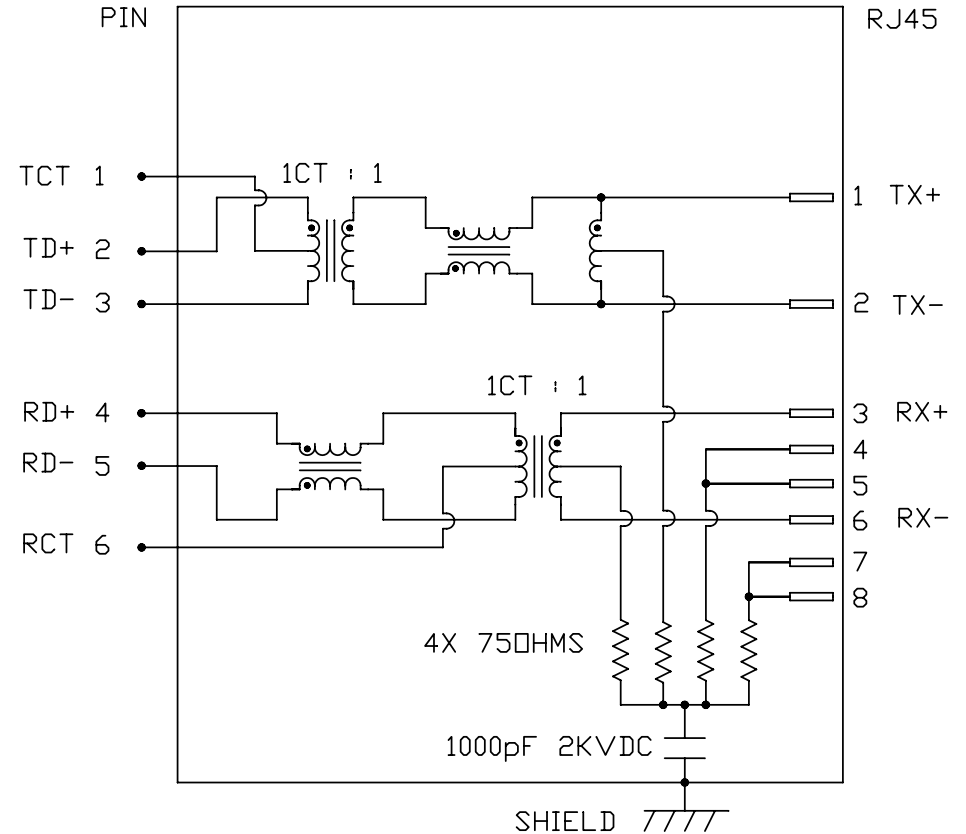 PIN
RJ45
TCT 1
1CT : 1
1 TX+
TD+ 2
TD- 3
2 TX-
1CT : 1
RD+ 4
3 RX+
4
RD- 5
5
6 RX-
RCT 6
7
8
4X 75OHMS
1000pF 2KVDC
SHIELD